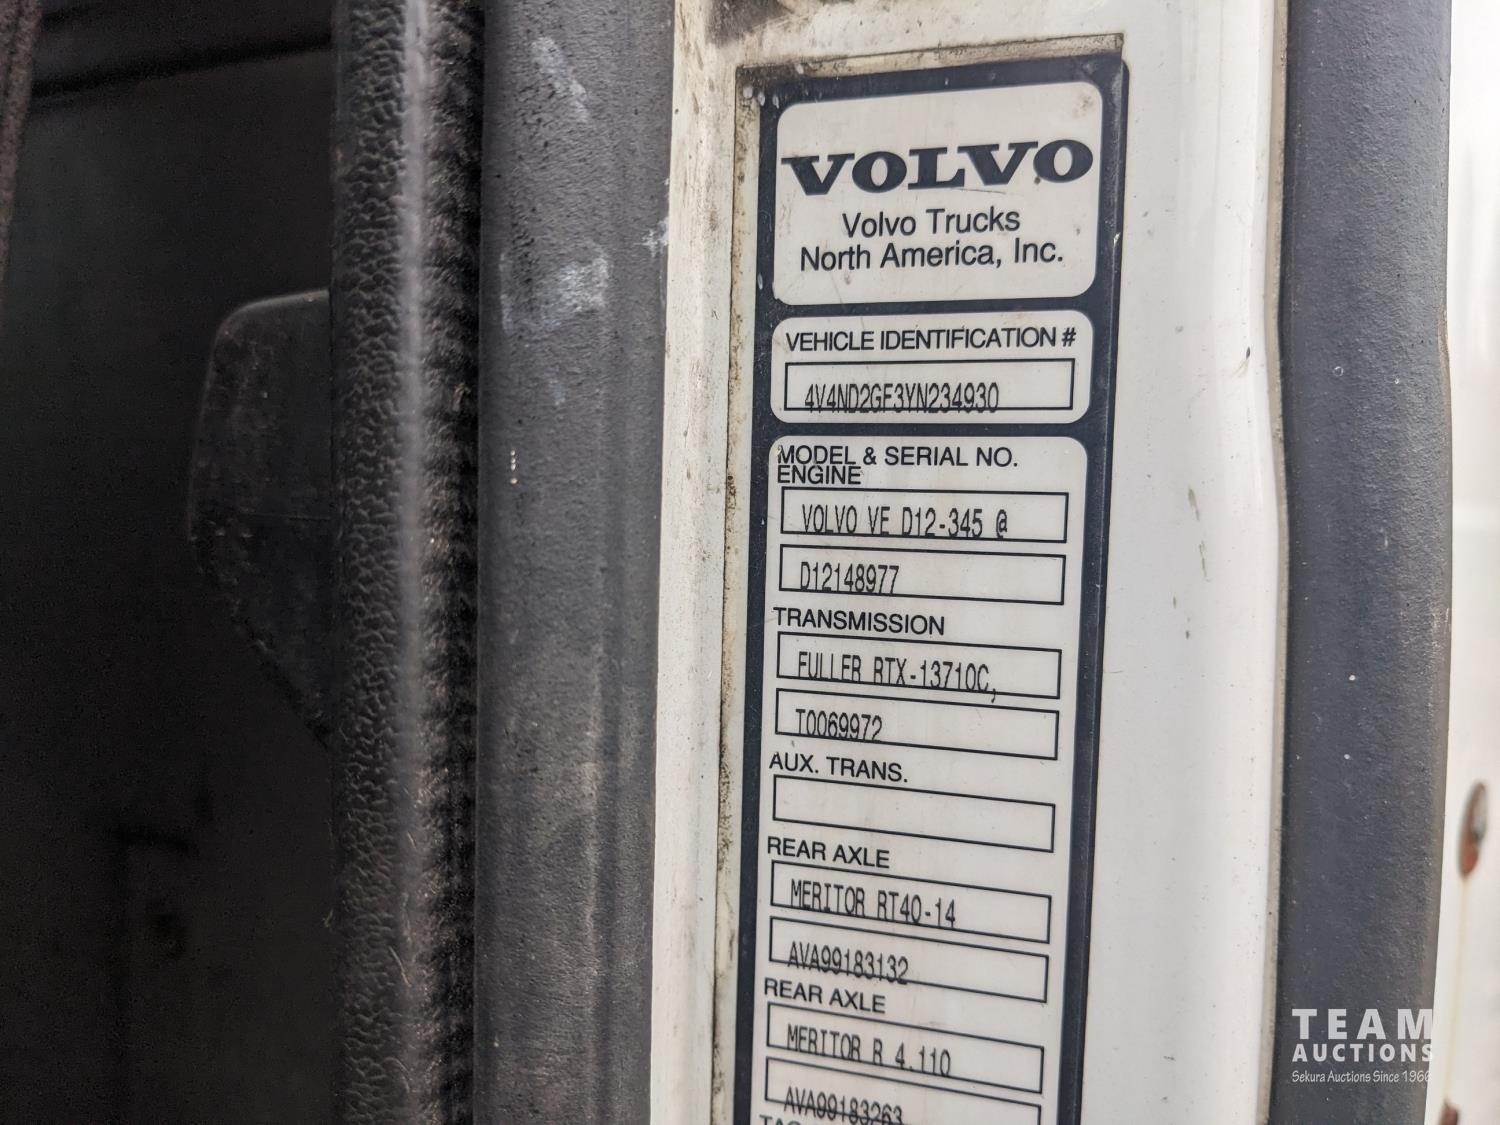 VOLVO
Volvo Trucks
North America, Inc.
VEHICLE IDENTIFICATION #
4V4ND2GF3YN234930
MODEL & SERIAL NO.
ENGINE
VOLVO VE D12-345 @
D12148977
TRANSMISSION
FULLER RTX-13710C,
T0069972
AUX. TRANS.
REAR AXLE
MERITOR RT40-14
AVA99183132
REAR AXLE
MERITOR R 4.110
AVA99183263
TEAM
AUCTIONS
Sekura Auctions Since 1966